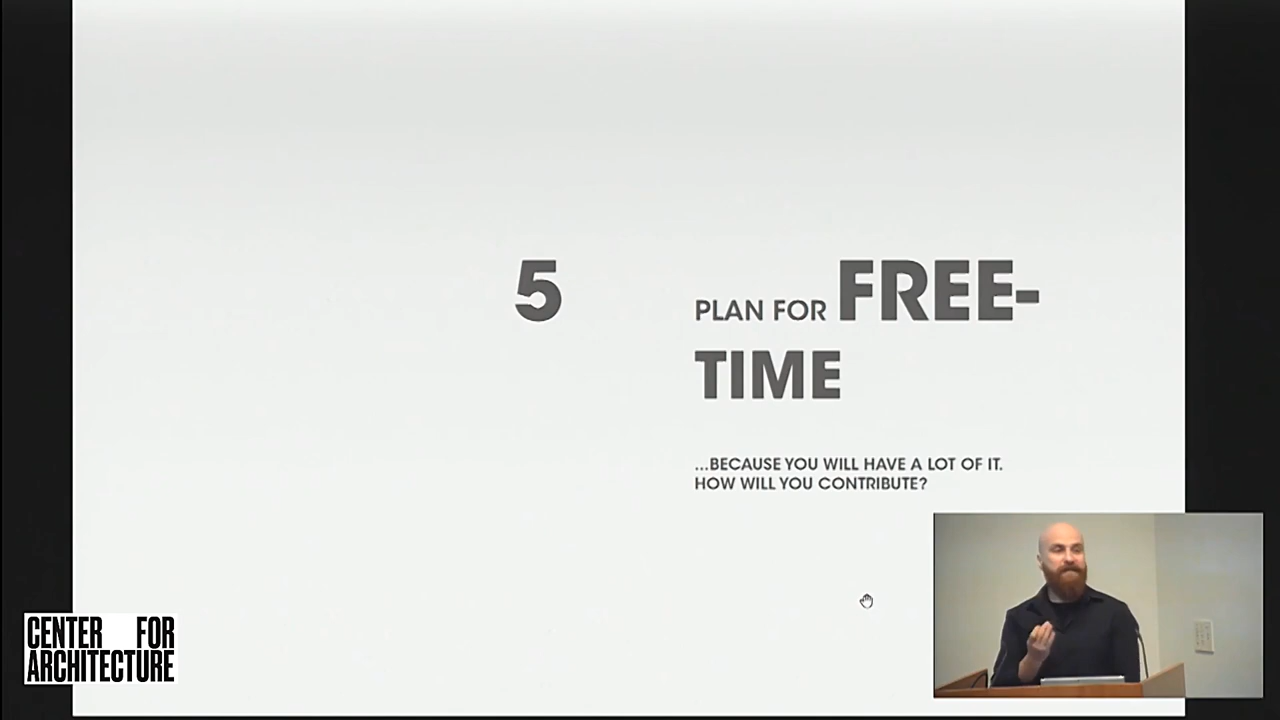 5
PLAN FOR FREE-
TIME
...BECAUSE YOU WILL HAVE A LOT OF IT.
HOW WILL YOU CONTRIBUTE?
CENTER FOR
ARCHITECTURE